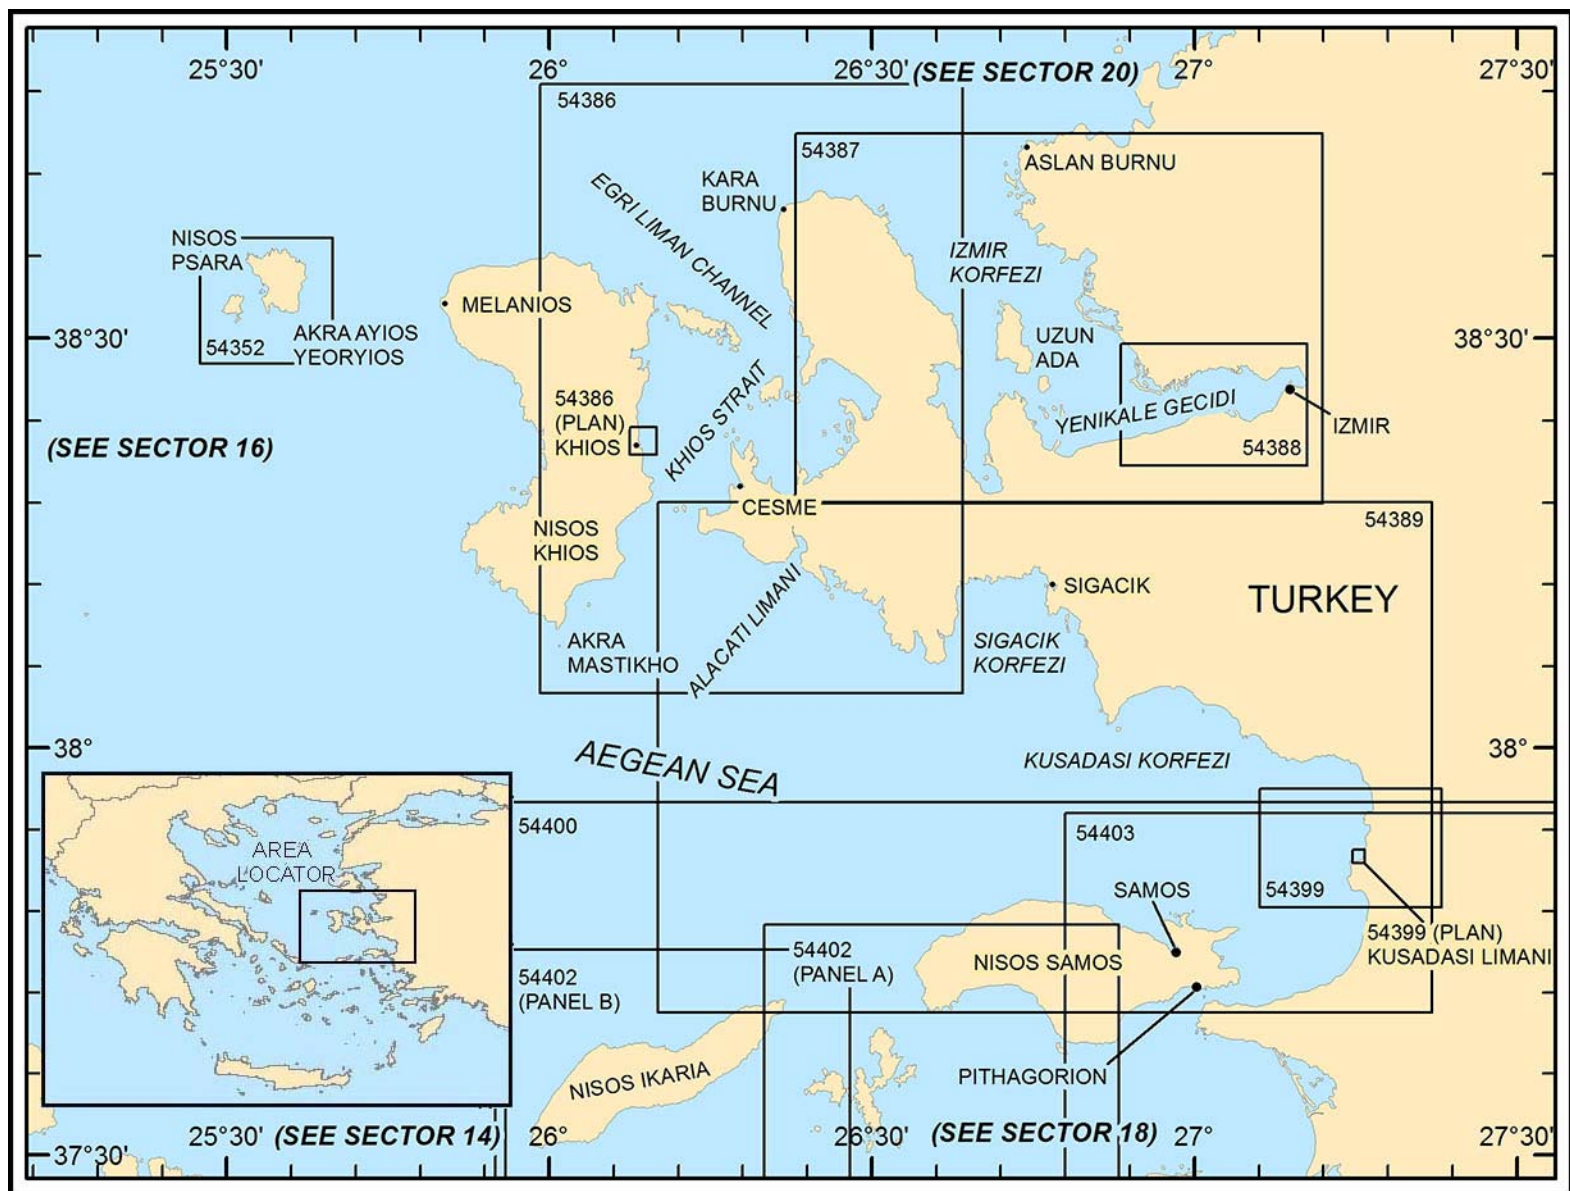 25°30'
26°
26°30'
(SEE SECTOR 20)
27°
27°30'
54386
54387
ASLAN BURNU
KARA
BURNU
EGRI LIMAN CHANNEL
NISOS
PSARA
IZMIR
KORFEZI
MELANIOS
AKRA AYIOS
YEORYIOS
54352
38°30'
38°30'
UZUN
ADA
54386
(PLAN)
KHIOS
KHIOS STRAIT
YENIKALE GECIDI
IZMIR
54388
(SEE SECTOR 16)
CESME
54389
NISOS
KHIOS
SIGACIK
TURKEY
ALACATI LIMANI
AKRA
MASTIKHO
SIGACIK
KORFEZI
38°
38°
AEGEAN SEA
KUSADASI KORFEZI
54400
54403
AREA
LOCATOR
54399
SAMOS
54399 (PLAN)
KUSADASI LIMANI
54402
(PANEL A)
NISOS SAMOS
54402
(PANEL B)
PITHAGORION
NISOS IKARIA
25°30'
(SEE SECTOR 14)
26°
26°30'
(SEE SECTOR 18)
27°
27°30'
37°30'